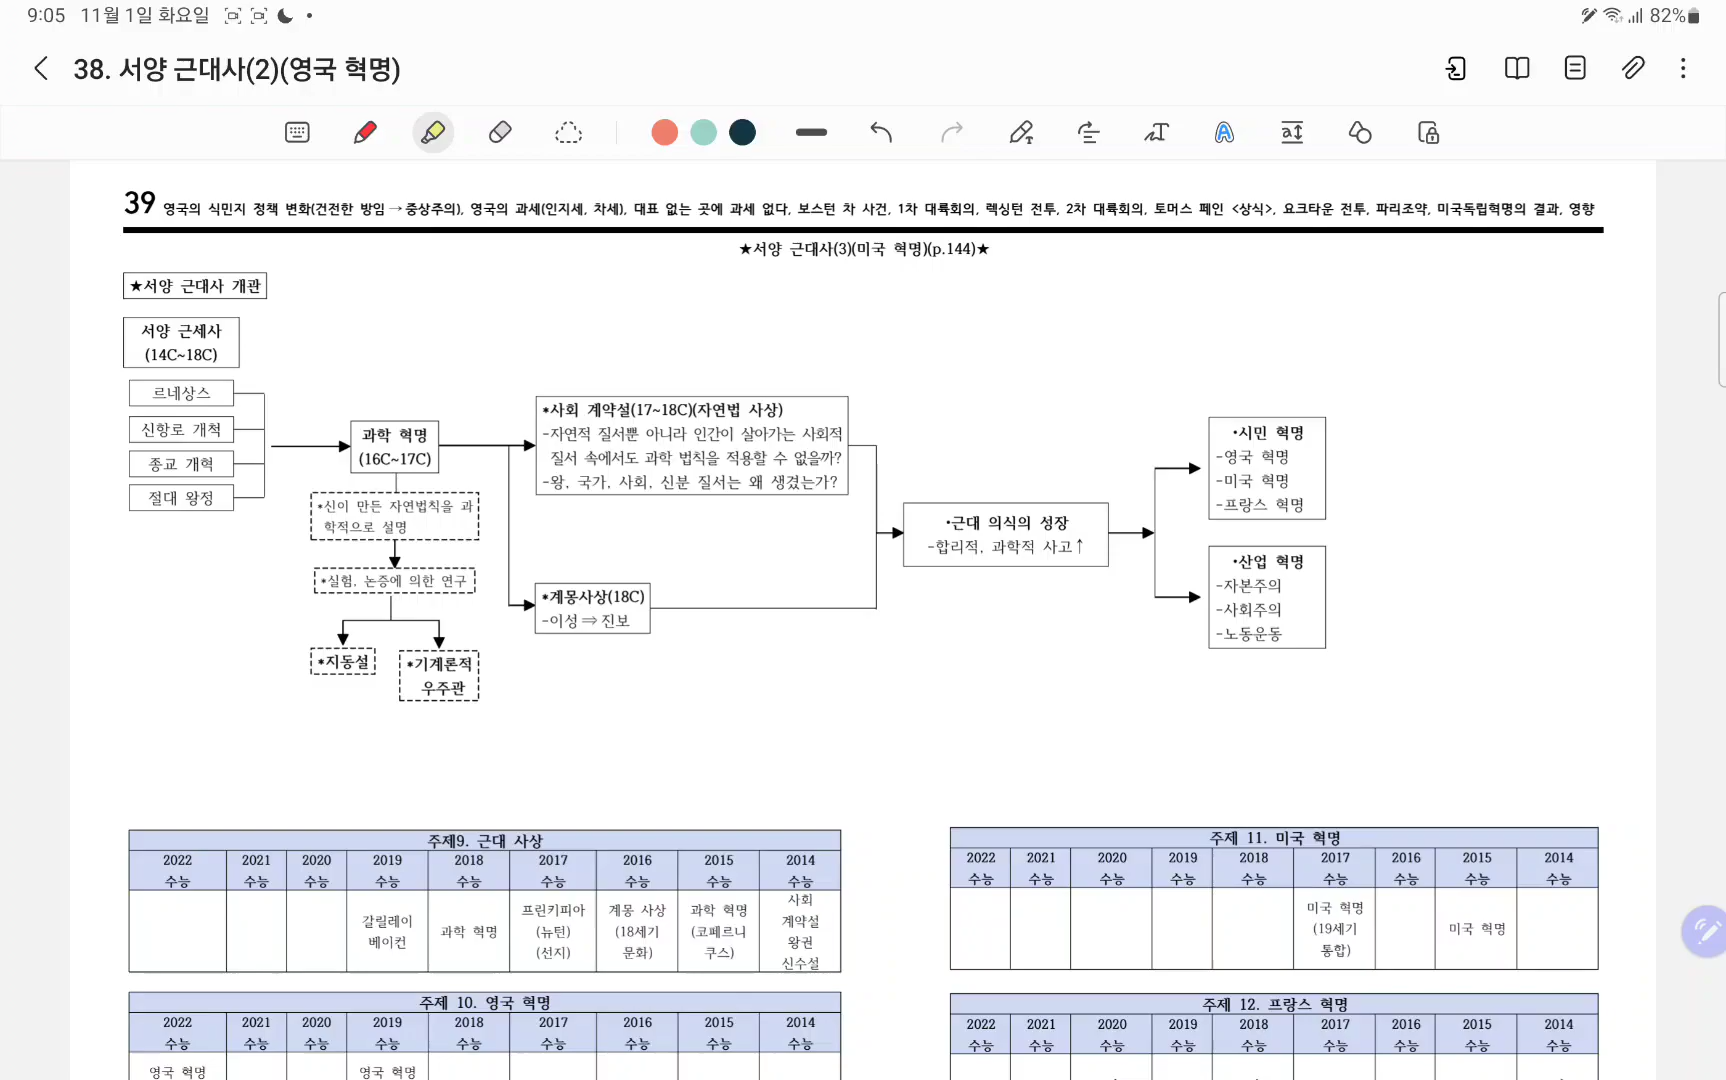 9:05 11월 1일 화요일
82%
38. 서양 근대사(2)(영국 혁명)
39 영국의 식민지 정책 변화(건전한 방임→중상주의), 영국의 과세(인지세, 차세), 대표 없는 곳에 과세 없다, 보스턴 차 사건, 1차 대륙회의, 렉싱턴 전투, 2차 대륙회의, 토머스 페인 <상식>, 요크타운 전투, 파리조약, 미국독립혁명의 결과, 영향
★서양 근대사(3)(미국 혁명)(p.144)★
★서양 근대사 개관
서양 근세사
(14C~18C)
르네상스
신항로 개척
종교 개혁
절대 왕정
과학 혁명
(16C~17C)
*신이 만든 자연법칙을 과
학적으로 설명
*실험, 논증에 의한 연구
*지동설
*기계론적
우주관
*사회 계약설(17~18C)(자연법 사상)
-자연적 질서뿐 아니라 인간이 살아가는 사회적
질서 속에서도 과학 법칙을 적용할 수 없을까?
-왕, 국가, 사회, 신분 질서는 왜 생겼는가?
*계몽사상(18C)
-이성⇒진보
·근대 의식의 성장
-합리적, 과학적 사고↑
·시민 혁명
-영국 혁명
-미국 혁명
-프랑스 혁명
·산업 혁명
-자본주의
-사회주의
-노동운동
주제9. 근대 사상
2022 2021 2020 2019 2018 2017 2016 2015 2014
수능 수능 수능 수능 수능 수능 수능 수능 수능
갈릴레이
베이컨
과학 혁명
프린키피아
(뉴턴)
(선지)
계몽 사상
(18세기
문화)
과학 혁명
(코페르니
쿠스)
사회
계약설
왕권
신수설
주제 11. 미국 혁명
2022 2021 2020 2019 2018 2017 2016 2015 2014
수능 수능 수능 수능 수능 수능 수능 수능 수능
미국 혁명
(19세기
통합)
미국 혁명
주제 10. 영국 혁명
2022 2021 2020 2019 2018 2017 2016 2015 2014
수능 수능 수능 수능 수능 수능 수능 수능 수능
영국 혁명 영국 혁명
주제 12. 프랑스 혁명
2022 2021 2020 2019 2018 2017 2016 2015 2014
수능 수능 수능 수능 수능 수능 수능 수능 수능